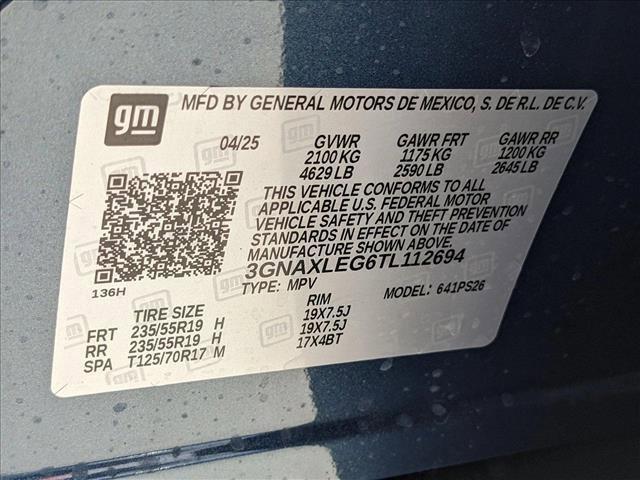 gm
MFD BY GENERAL MOTORS DE MEXICO, S. DE R.L. DE C.V.
04/25 GVWR GAWR FRT GAWR RR
2100 KG 1175 KG 1200 KG
4629 LB 2590 LB 2645 LB
THIS VEHICLE CONFORMS TO ALL
APPLICABLE U.S. FEDERAL MOTOR
VEHICLE SAFETY AND THEFT PREVENTION
STANDARDS IN EFFECT ON THE DATE OF
MANUFACTURE SHOWN ABOVE.
3GNAXLEG6TL112694
136H
TYPE: MPV MODEL: 641PS26
TIRE SIZE RIM
FRT 235/55R19 H 19X7.5J
RR 235/55R19 H 19X7.5J
SPA T125/70R17 M 17X4BT